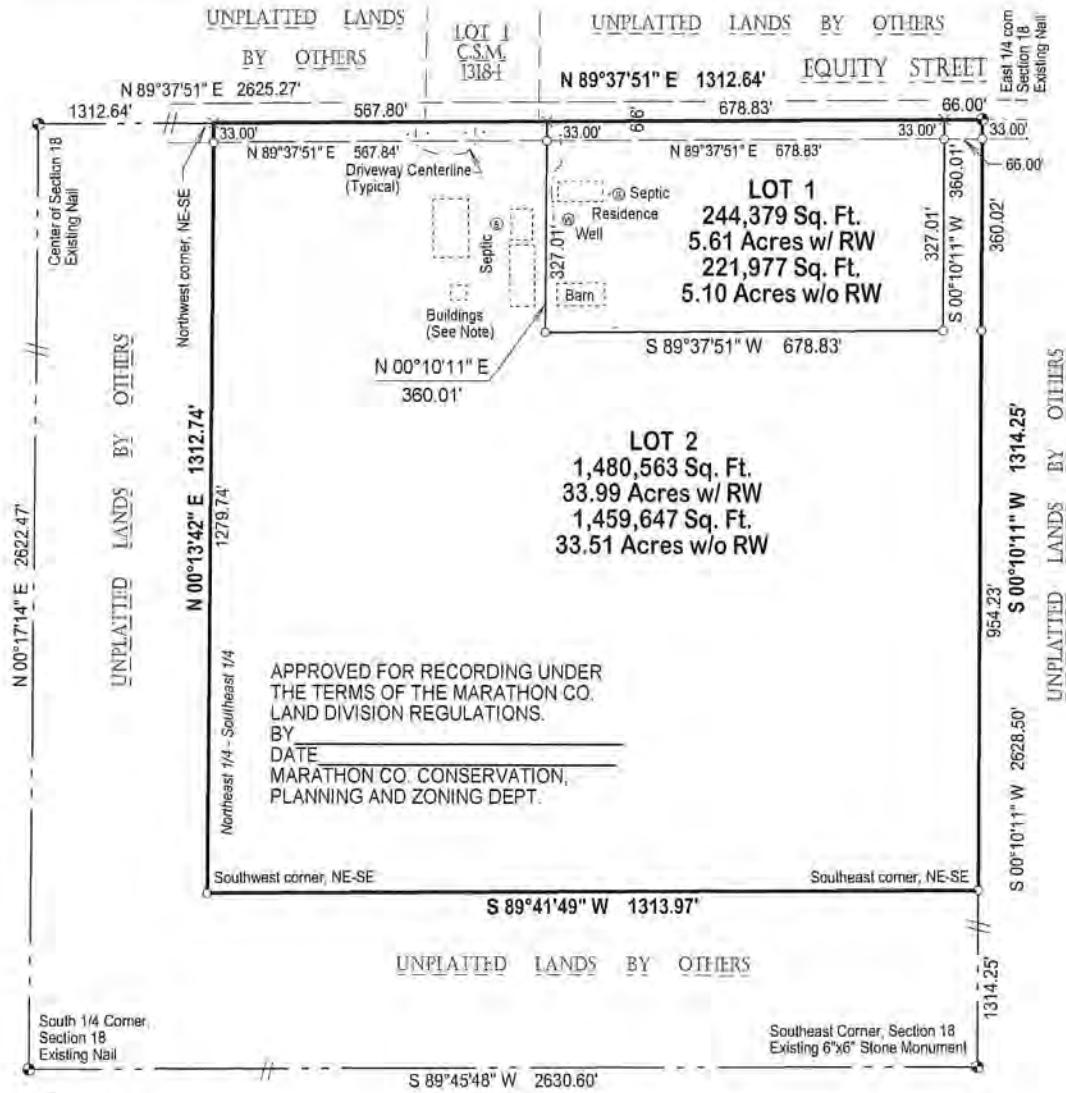 UNPLATTED LANDS
BY OTHERS
LOT 1
C.S.M.
13184
UNPLATTED LANDS BY OTHERS
EQUITY STREET
East 1/4 corn
Section 18
Existing Nail
N 89°37'51" E 1312.64'
N 89°37'51" E 2625.27'
1312.64'
567.80'
66'
678.83'
66.00'
33.00'
33.00'
33.00'
33.00'
N 89°37'51" E 567.84'
N 89°37'51" E 678.83'
66.00'
Driveway Centerline
(Typical)
Center of Section 18
Existing Nail
Northwest corner, NE-SE
Septic
Residence
Well
Septic
Barn
Buildings
(See Note)
327.01'
LOT 1
244,379 Sq. Ft.
5.61 Acres w/ RW
221,977 Sq. Ft.
5.10 Acres w/o RW
327.01'
S 00°10'11" W 360.01'
360.02'
S 89°37'51" W 678.83'
N 00°10'11" E
360.01'
UNPLATTED LANDS BY OTHERS
N 00°17'14" E 2622.47'
N 00°13'42" E 1312.74'
1279.74'
LOT 2
1,480,563 Sq. Ft.
33.99 Acres w/ RW
1,459,647 Sq. Ft.
33.51 Acres w/o RW
S 00°10'11" W 1314.25'
954.23'
UNPLATTED LANDS BY OTHERS
S 00°10'11" W 2628.50'
Northeast 1/4 - Southeast 1/4
APPROVED FOR RECORDING UNDER
THE TERMS OF THE MARATHON CO.
LAND DIVISION REGULATIONS.
BY
DATE
MARATHON CO. CONSERVATION,
PLANNING AND ZONING DEPT.
Southwest corner, NE-SE
Southeast corner, NE-SE
S 89°41'49" W 1313.97'
UNPLATTED LANDS BY OTHERS
1314.25'
South 1/4 Corner,
Section 18
Existing Nail
Southeast Corner, Section 18
Existing 6"x6" Stone Monument
S 89°45'48" W 2630.60'